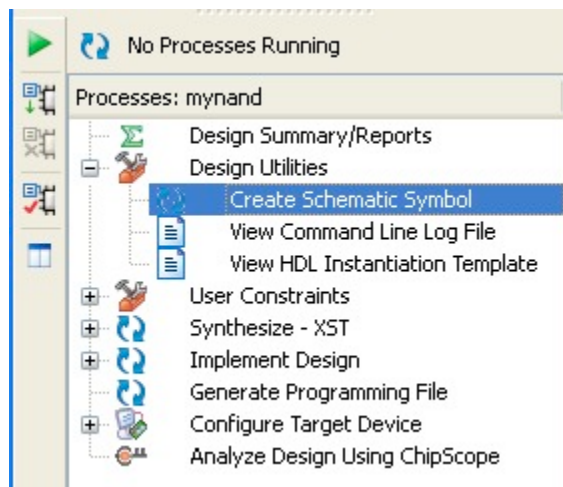 No Processes Running
Processes: mynand
Design Summary/Reports
Design Utilities
Create Schematic Symbol
View Command Line Log File
View HDL Instantiation Template
User Constraints
Synthesize - XST
Implement Design
Generate Programming File
Configure Target Device
Analyze Design Using ChipScope